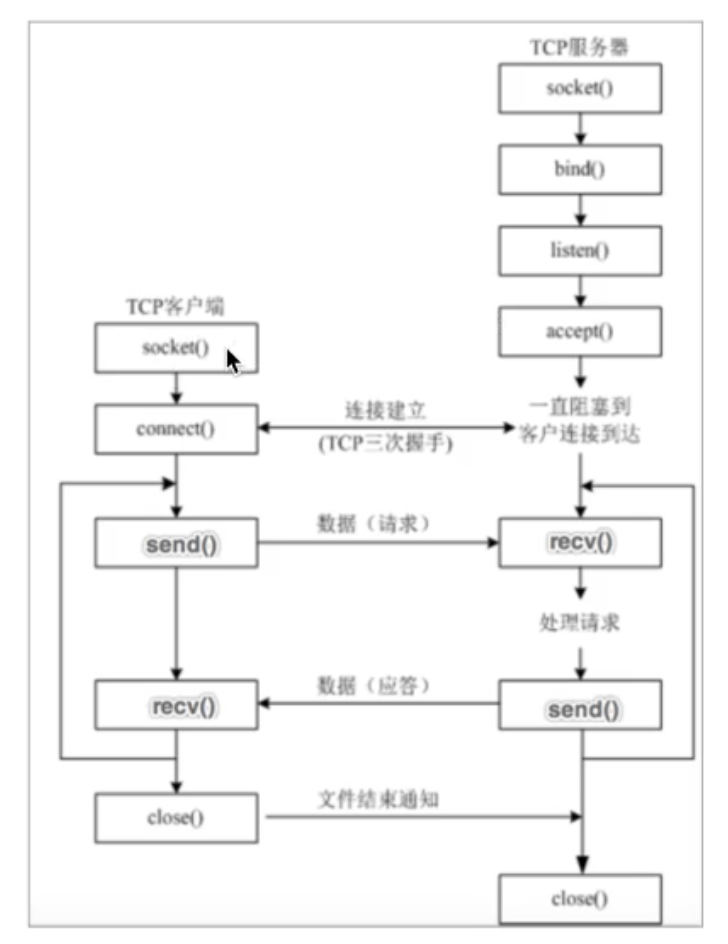 TCP服务器
socket()
bind()
listen()
TCP客户端
accept()
socket()
一直阻塞到
连接建立
connect()
客户连接到达
(TCP三次握手)
数据（请求）
send()
recv()
处理请求
数据（应答）
recv()
send()
文件结束通知
close()
close()